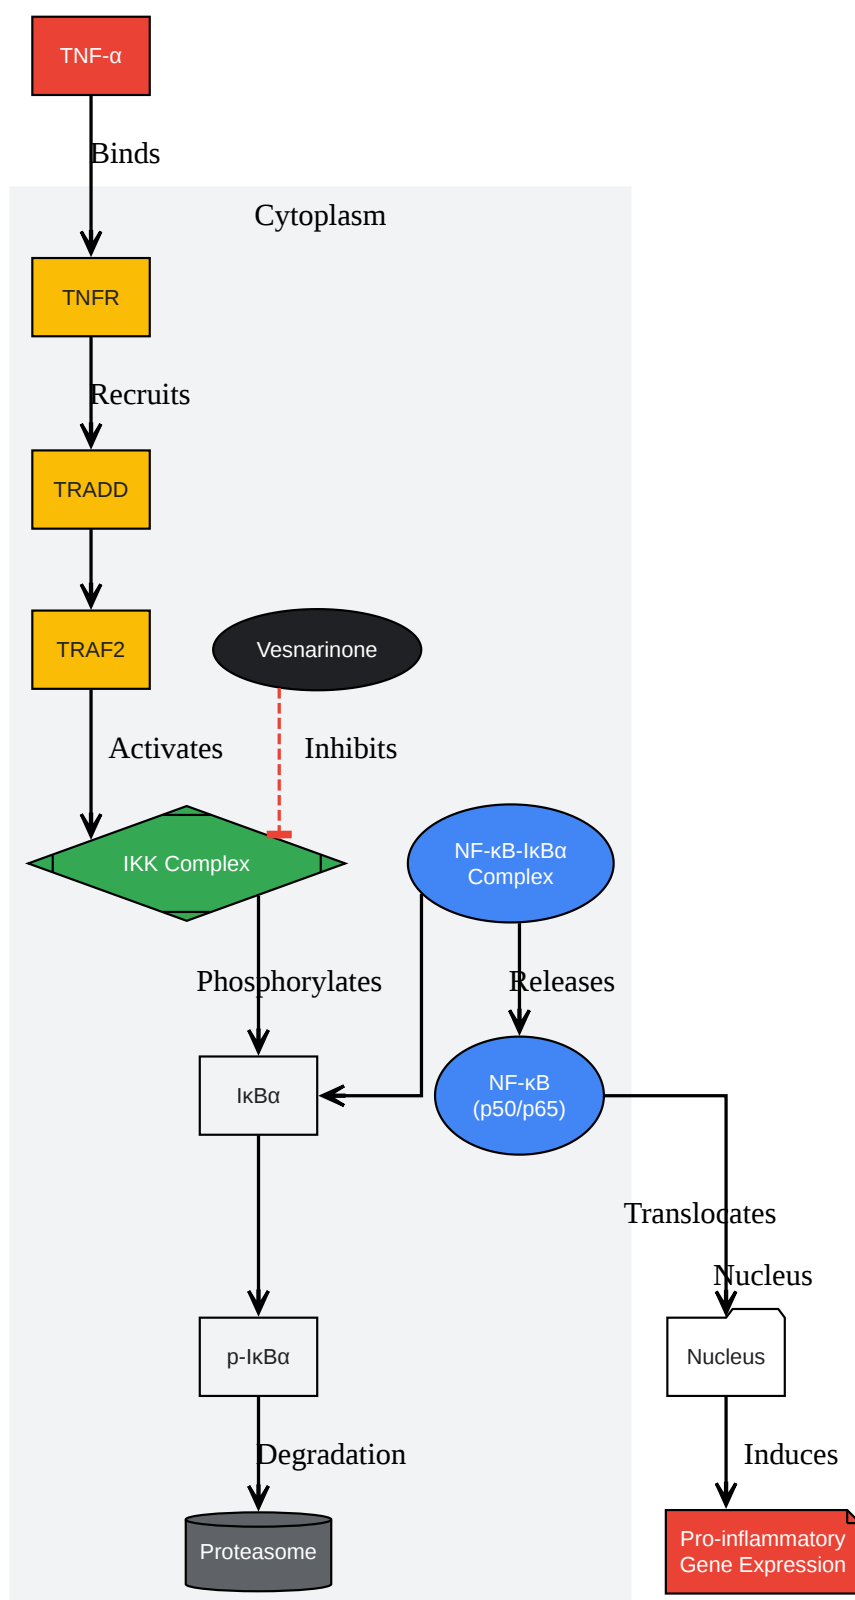 TNF-α
Binds
Cytoplasm
TNFR
Recruits
TRADD
TRAF2
Vesnarinone
Activates
Inhibits
IKK Complex
NF-κB-IκBα
Complex
Phosphorylates
Releases
IκBα
NF-κB
(p50/p65)
Translocates
Nucleus
p-IκBα
Nucleus
Degradation
Induces
Proteasome
Pro-inflammatory
Gene Expression